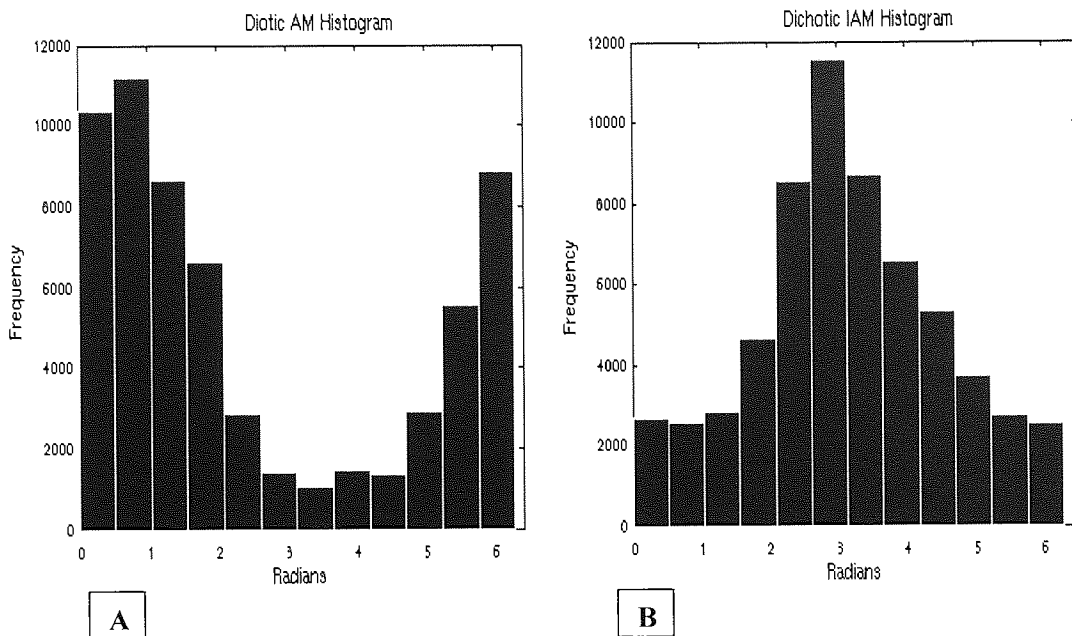 Diotic AM Histogram
12000
10000
8000
6000
4000
2000
0
Frequency
0 1 2 3 4 5 6
Radians
A
Dichotic IAM Histogram
12000
10000
8000
6000
4000
2000
0
Frequency
0 1 2 3 4 5 6
Radians
B